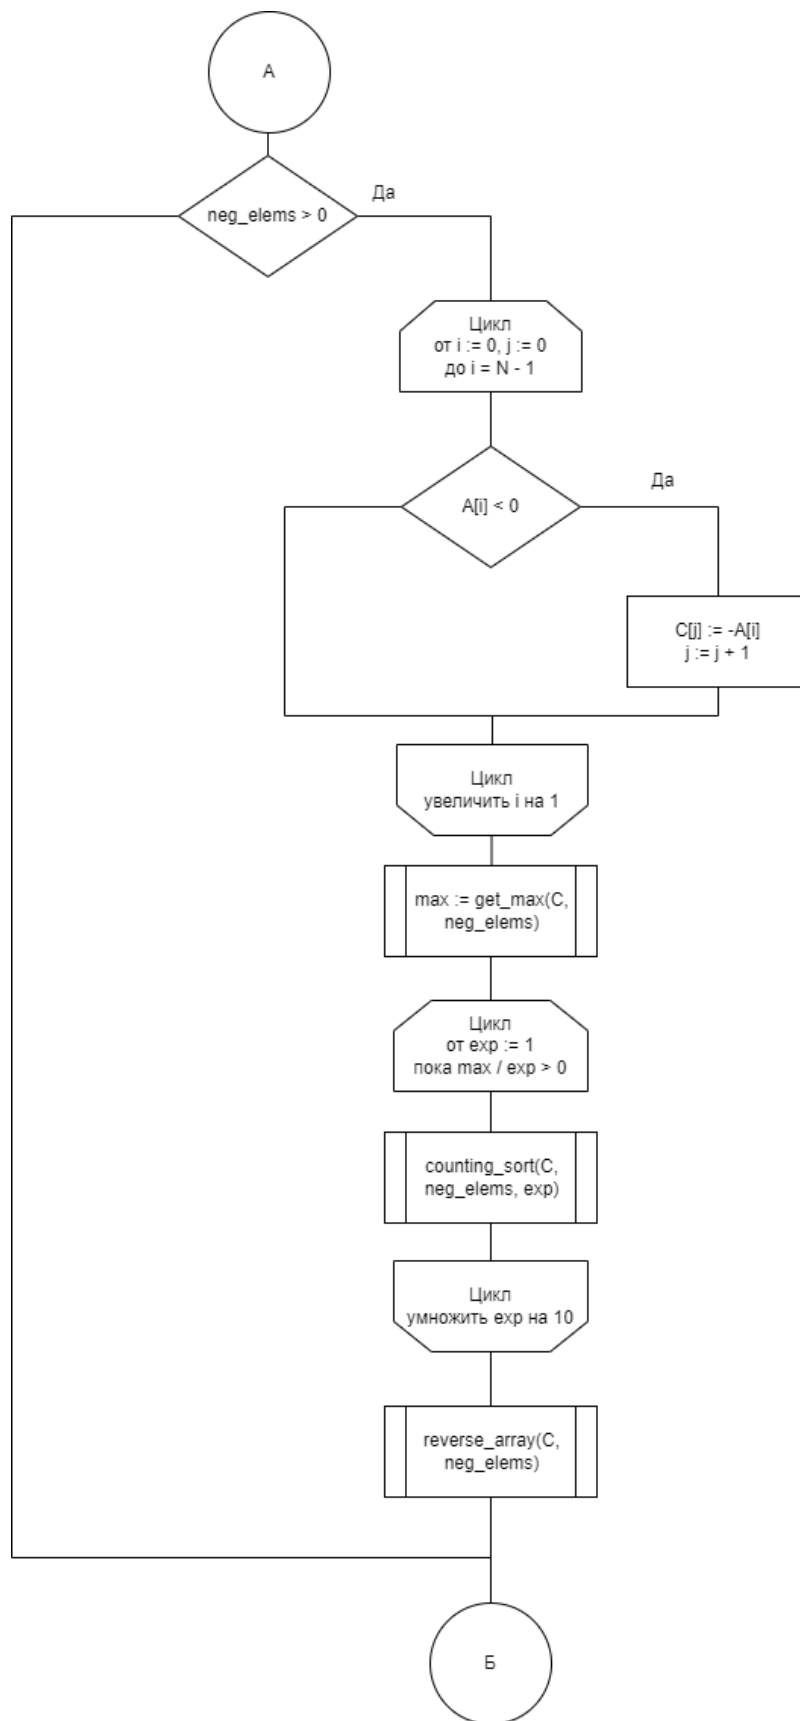 А
neg_elems > 0
Да
Цикл
от i := 0, j := 0
до i = N - 1
A[i] < 0
Да
C[j] := -A[i]
j := j + 1
Цикл
увеличить i на 1
max := get_max(C,
neg_elems)
Цикл
от exp := 1
пока max / exp > 0
counting_sort(C,
neg_elems, exp)
Цикл
умножить exp на 10
reverse_array(C,
neg_elems)
Б